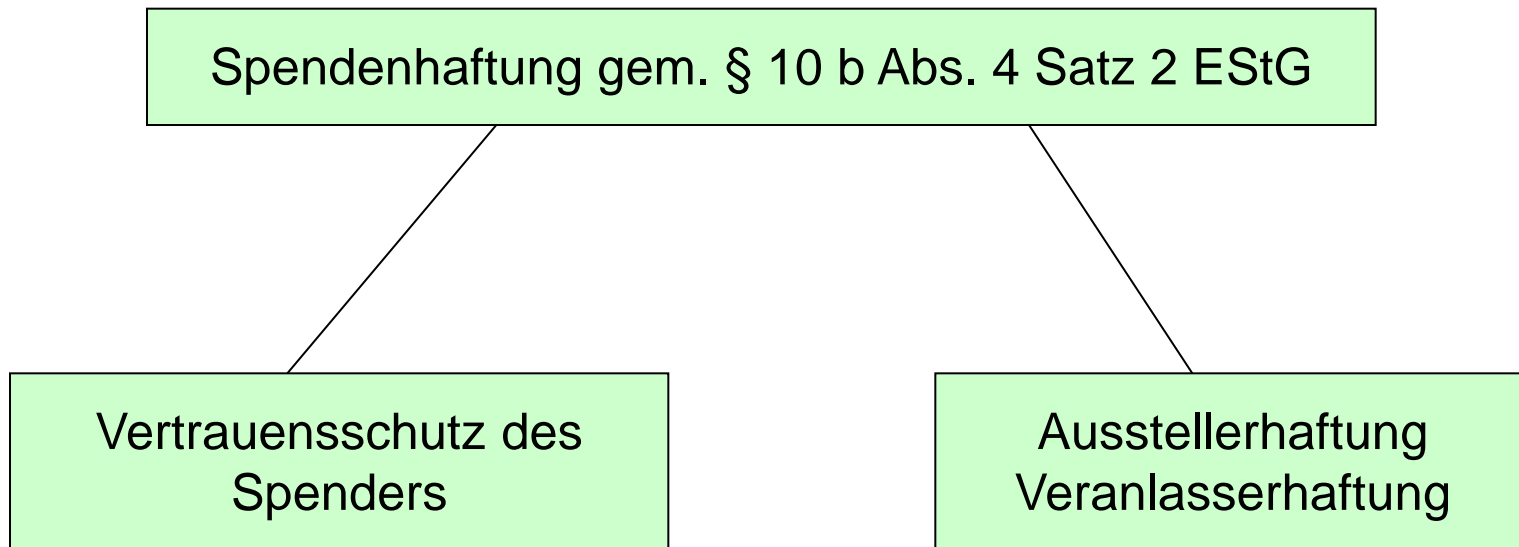 Spendenhaftung gem. § 10 b Abs. 4 Satz 2 EStG
Vertrauensschutz des
Spenders
Ausstellerhaftung
Veranlasserhaftung